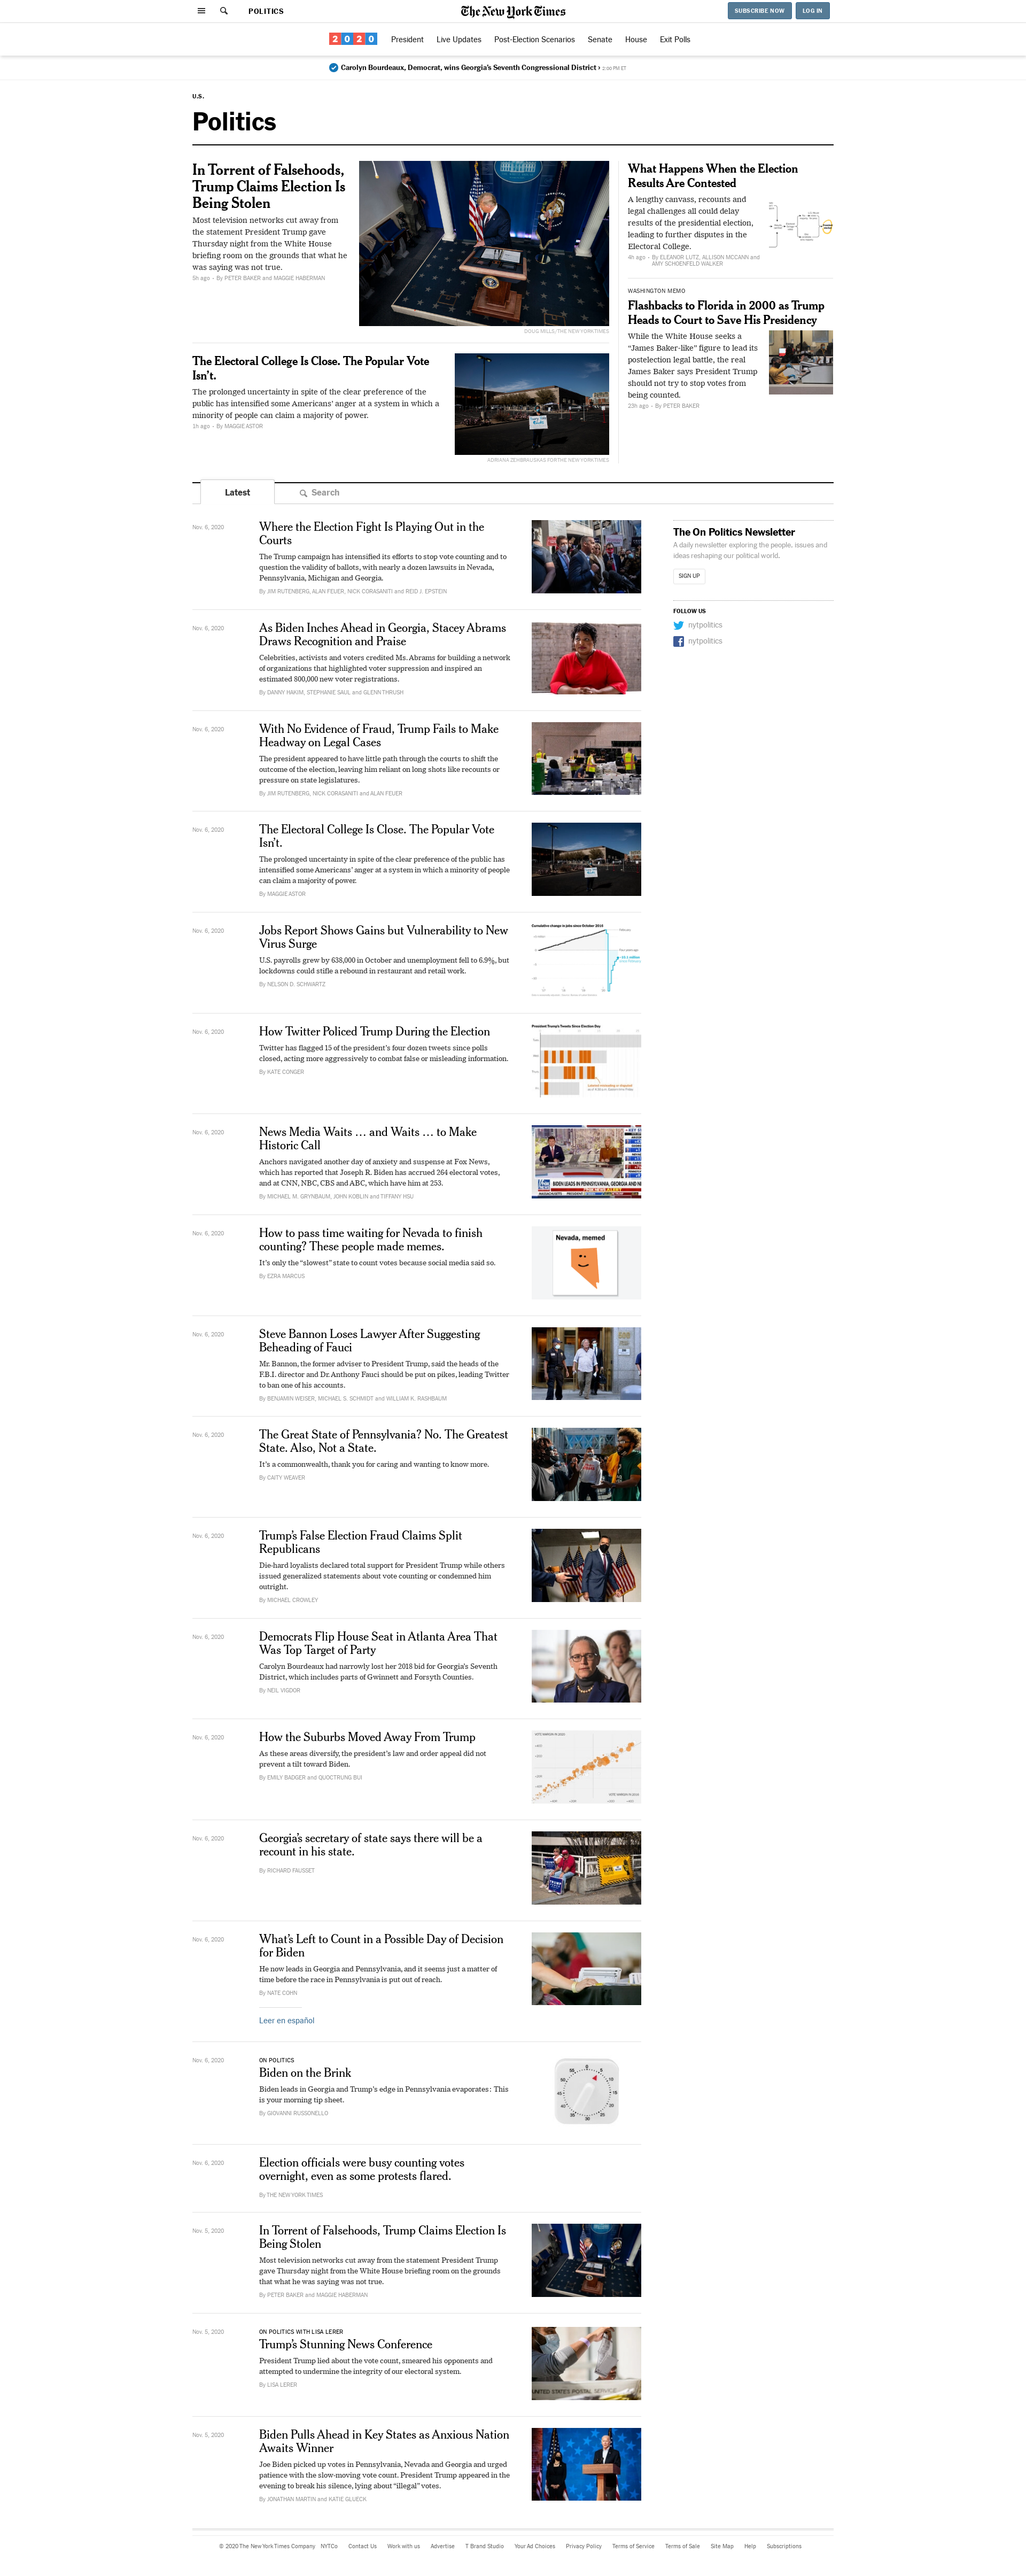 POLITICS
The New York Times
SUBSCRIBE NOW
LOG IN
2020
President
Live Updates
Post-Election Scenarios
Senate
House
Exit Polls
Carolyn Bourdeaux, Democrat, wins Georgia's Seventh Congressional District › 2:00 PM ET
U.S.
Politics
In Torrent of Falsehoods,
Trump Claims Election Is
Being Stolen
Most television networks cut away from
the statement President Trump gave
Thursday night from the White House
briefing room on the grounds that what he
was saying was not true.
5h ago · By PETER BAKER and MAGGIE HABERMAN
DOUG MILLS/THE NEW YORK TIMES
The Electoral College Is Close. The Popular Vote
Isn't.
The prolonged uncertainty in spite of the clear preference of the
public has intensified some Americans' anger at a system in which a
minority of people can claim a majority of power.
1h ago · By MAGGIE ASTOR
ADRIANA ZEHBRAUSKAS FOR THE NEW YORK TIMES
What Happens When the Election
Results Are Contested
A lengthy canvass, recounts and
legal challenges all could delay
results of the presidential election,
leading to further disputes in the
Electoral College.
4h ago · By ELEANOR LUTZ, ALLISON MCCANN and
AMY SCHOENFELD WALKER
WASHINGTON MEMO
Flashbacks to Florida in 2000 as Trump
Heads to Court to Save His Presidency
While the White House seeks a
“James Baker-like” figure to lead its
postelection legal battle, the real
James Baker says President Trump
should not try to stop votes from
being counted.
23h ago · By PETER BAKER
Latest
Search
Nov. 6, 2020
Where the Election Fight Is Playing Out in the
Courts
The Trump campaign has intensified its efforts to stop vote counting and to
question the validity of ballots, with nearly a dozen lawsuits in Nevada,
Pennsylvania, Michigan and Georgia.
By JIM RUTENBERG, ALAN FEUER, NICK CORASANITI and REID J. EPSTEIN
The On Politics Newsletter
A daily newsletter exploring the people, issues and
ideas reshaping our political world.
SIGN UP
FOLLOW US
nytpolitics
nytpolitics
Nov. 6, 2020
As Biden Inches Ahead in Georgia, Stacey Abrams
Draws Recognition and Praise
Celebrities, activists and voters credited Ms. Abrams for building a network
of organizations that highlighted voter suppression and inspired an
estimated 800,000 new voter registrations.
By DANNY HAKIM, STEPHANIE SAUL and GLENN THRUSH
Nov. 6, 2020
With No Evidence of Fraud, Trump Fails to Make
Headway on Legal Cases
The president appeared to have little path through the courts to shift the
outcome of the election, leaving him reliant on long shots like recounts or
pressure on state legislatures.
By JIM RUTENBERG, NICK CORASANITI and ALAN FEUER
Nov. 6, 2020
The Electoral College Is Close. The Popular Vote
Isn't.
The prolonged uncertainty in spite of the clear preference of the public has
intensified some Americans' anger at a system in which a minority of people
can claim a majority of power.
By MAGGIE ASTOR
Nov. 6, 2020
Jobs Report Shows Gains but Vulnerability to New
Virus Surge
U.S. payrolls grew by 638,000 in October and unemployment fell to 6.9%, but
lockdowns could stifle a rebound in restaurant and retail work.
By NELSON D. SCHWARTZ
Nov. 6, 2020
How Twitter Policed Trump During the Election
Twitter has flagged 15 of the president's four dozen tweets since polls
closed, acting more aggressively to combat false or misleading information.
By KATE CONGER
President Trump's Tweets Since Election Day
Nov. 6, 2020
News Media Waits … and Waits … to Make
Historic Call
Anchors navigated another day of anxiety and suspense at Fox News,
which has reported that Joseph R. Biden has accrued 264 electoral votes,
and at CNN, NBC, CBS and ABC, which have him at 253.
By MICHAEL M. GRYNBAUM, JOHN KOBLIN and TIFFANY HSU
Nov. 6, 2020
How to pass time waiting for Nevada to finish
counting? These people made memes.
It's only the “slowest” state to count votes because social media said so.
By EZRA MARCUS
Nevada, memed
Nov. 6, 2020
Steve Bannon Loses Lawyer After Suggesting
Beheading of Fauci
Mr. Bannon, the former adviser to President Trump, said the heads of the
F.B.I. director and Dr. Anthony Fauci should be put on pikes, leading Twitter
to ban one of his accounts.
By BENJAMIN WEISER, MICHAEL S. SCHMIDT and WILLIAM K. RASHBAUM
Nov. 6, 2020
The Great State of Pennsylvania? No. The Greatest
State. Also, Not a State.
It's a commonwealth, thank you for caring and wanting to know more.
By CAITY WEAVER
Nov. 6, 2020
Trump's False Election Fraud Claims Split
Republicans
Die-hard loyalists declared total support for President Trump while others
issued generalized statements about vote counting or condemned him
outright.
By MICHAEL CROWLEY
Nov. 6, 2020
Democrats Flip House Seat in Atlanta Area That
Was Top Target of Party
Carolyn Bourdeaux had narrowly lost her 2018 bid for Georgia's Seventh
District, which includes parts of Gwinnett and Forsyth Counties.
By NEIL VIGDOR
Nov. 6, 2020
How the Suburbs Moved Away From Trump
As these areas diversify, the president's law and order appeal did not
prevent a tilt toward Biden.
By EMILY BADGER and QUOCTRUNG BUI
Nov. 6, 2020
Georgia's secretary of state says there will be a
recount in his state.
By RICHARD FAUSSET
Nov. 6, 2020
What's Left to Count in a Possible Day of Decision
for Biden
He now leads in Georgia and Pennsylvania, and it seems just a matter of
time before the race in Pennsylvania is put out of reach.
By NATE COHN
Leer en español
Nov. 6, 2020
ON POLITICS
Biden on the Brink
Biden leads in Georgia and Trump's edge in Pennsylvania evaporates: This
is your morning tip sheet.
By GIOVANNI RUSSONELLO
Nov. 6, 2020
Election officials were busy counting votes
overnight, even as some protests flared.
By THE NEW YORK TIMES
Nov. 5, 2020
In Torrent of Falsehoods, Trump Claims Election Is
Being Stolen
Most television networks cut away from the statement President Trump
gave Thursday night from the White House briefing room on the grounds
that what he was saying was not true.
By PETER BAKER and MAGGIE HABERMAN
Nov. 5, 2020
ON POLITICS WITH LISA LERER
Trump's Stunning News Conference
President Trump lied about the vote count, smeared his opponents and
attempted to undermine the integrity of our electoral system.
By LISA LERER
UNITED STATES POSTAL SERVICE
Nov. 5, 2020
Biden Pulls Ahead in Key States as Anxious Nation
Awaits Winner
Joe Biden picked up votes in Pennsylvania, Nevada and Georgia and urged
patience with the slow-moving vote count. President Trump appeared in the
evening to break his silence, lying about “illegal” votes.
By JONATHAN MARTIN and KATIE GLUECK
© 2020 The New York Times Company
NYTCo
Contact Us
Work with us
Advertise
T Brand Studio
Your Ad Choices
Privacy Policy
Terms of Service
Terms of Sale
Site Map
Help
Subscriptions